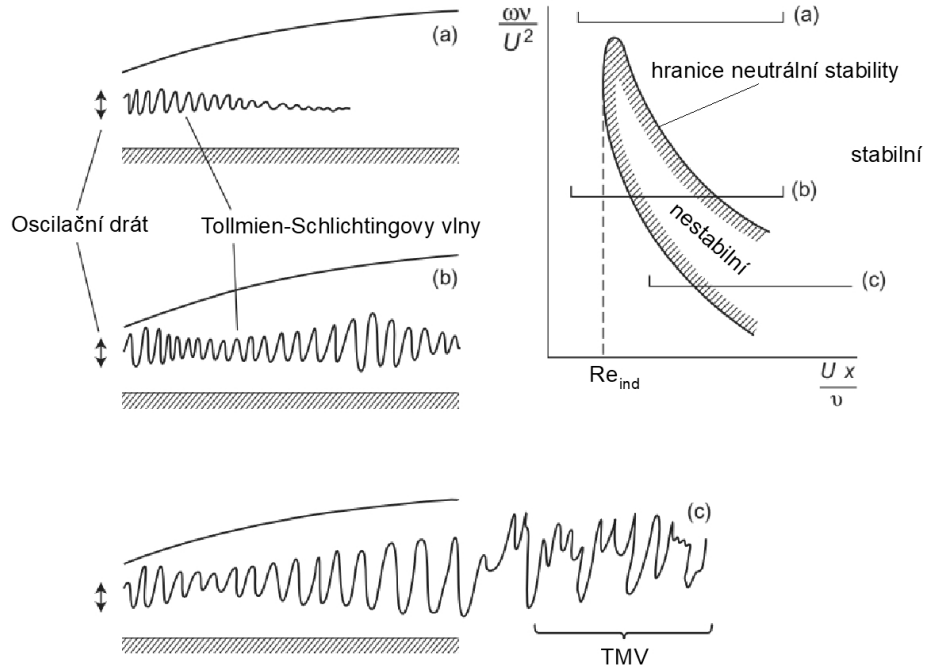 (a)
Oscilační drát
Tollmien-Schlichtingovy vlny
(b)
ων
U²
(a)
hranice neutrální stability
stabilní
(b)
nestabilní
(c)
Re_ind
U x
υ
(c)
TMV